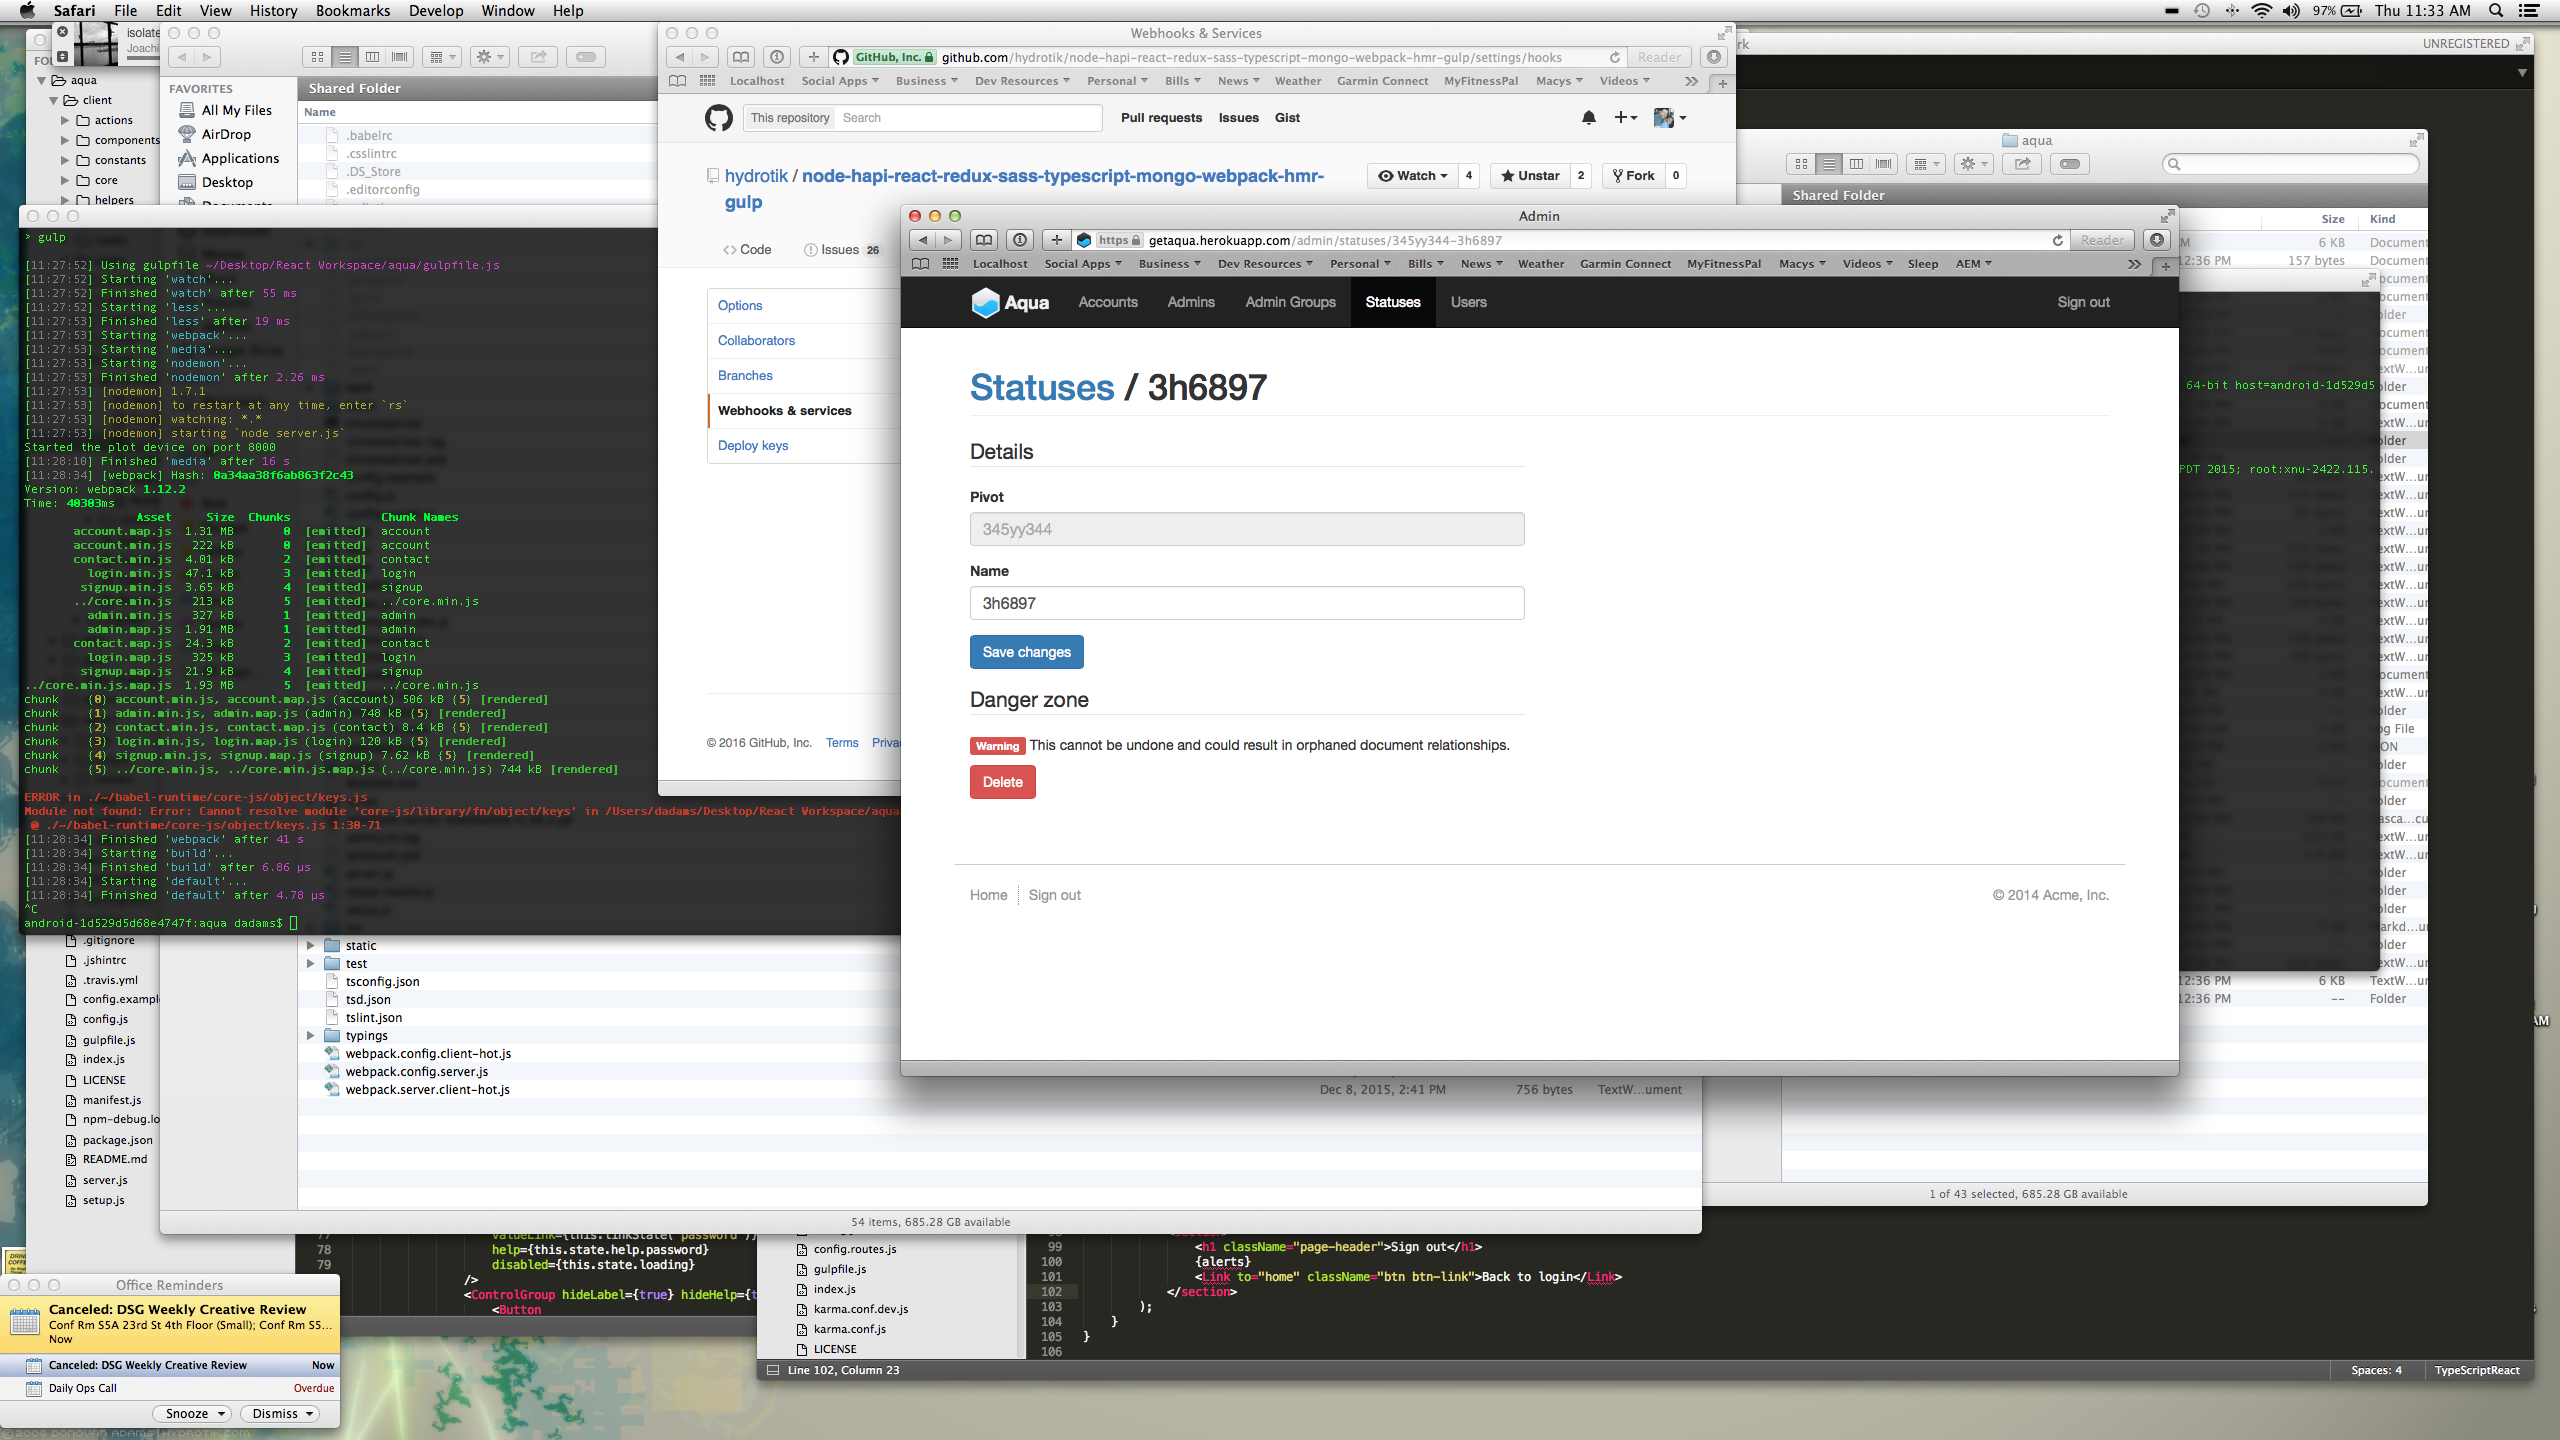 Safari File Edit View History Bookmarks Develop Window Help
97% Thu 11:33 AM
isolate
Joachi
aqua
client
actions
components
constants
core
helpers
FAVORITES
All My Files
AirDrop
Applications
Desktop
Shared Folder
Name
.babelrc
.csslintrc
.DS_Store
.editorconfig
Webhooks & Services
GitHub, Inc. github.com/hydrotik/node-hapi-react-redux-sass-typescript-mongo-webpack-hmr-gulp/settings/hooks
Reader
Localhost Social Apps Business Dev Resources Personal Bills News Weather Garmin Connect MyFitnessPal Macys Videos
This repository Search
Pull requests Issues Gist
hydrotik / node-hapi-react-redux-sass-typescript-mongo-webpack-hmr-
gulp
Watch 4 Unstar 2 Fork 0
Code Issues 26
Options
Collaborators
Branches
Webhooks & services
Deploy keys
© 2016 GitHub, Inc. Terms
UNREGISTERED
aqua
Shared Folder
Size Kind
6 KB Document
12:36 PM 157 bytes
64-bit host=android-1d529d5
PDT 2015; root:xnu-2422.115.
12:36 PM 6 KB
12:36 PM -- Folder
1 of 43 selected, 685.28 GB available
> gulp
[11:27:52] Using gulpfile ~/Desktop/React Workspace/aqua/gulpfile.js
[11:27:52] Starting 'watch'...
[11:27:52] Finished 'watch' after 55 ms
[11:27:52] Starting 'less'...
[11:27:53] Finished 'less' after 19 ms
[11:27:53] Starting 'webpack'...
[11:27:53] Starting 'media'...
[11:27:53] Starting 'nodemon'...
[11:27:53] Finished 'nodemon' after 2.26 ms
[11:27:53] [nodemon] 1.7.1
[11:27:53] [nodemon] to restart at any time, enter `rs`
[11:27:53] [nodemon] watching: *.*
[11:27:53] [nodemon] starting `node server.js`
Started the plot device on port 8000
[11:28:10] Finished 'media' after 16 s
[11:28:34] [webpack] Hash: 0a34aa38f6ab863f2c43
Version: webpack 1.12.2
Time: 40303ms
Asset Size Chunks Chunk Names
account.map.js 1.31 MB 0 [emitted] account
account.min.js 222 kB 0 [emitted] account
contact.min.js 4.01 kB 2 [emitted] contact
login.min.js 47.1 kB 3 [emitted] login
signup.min.js 3.65 kB 4 [emitted] signup
../core.min.js 213 kB 5 [emitted] ../core.min.js
admin.min.js 327 kB 1 [emitted] admin
admin.map.js 1.91 MB 1 [emitted] admin
contact.map.js 24.3 kB 2 [emitted] contact
login.map.js 325 kB 3 [emitted] login
signup.map.js 21.9 kB 4 [emitted] signup
../core.min.js.map.js 1.93 MB 5 [emitted] ../core.min.js
chunk {0} account.min.js, account.map.js (account) 506 kB {5} [rendered]
chunk {1} admin.min.js, admin.map.js (admin) 748 kB {5} [rendered]
chunk {2} contact.min.js, contact.map.js (contact) 8.4 kB {5} [rendered]
chunk {3} login.min.js, login.map.js (login) 120 kB {5} [rendered]
chunk {4} signup.min.js, signup.map.js (signup) 7.62 kB {5} [rendered]
chunk {5} ../core.min.js, ../core.min.js.map.js (../core.min.js) 744 kB [rendered]
ERROR in ./~/babel-runtime/core-js/object/keys.js
Module not found: Error: Cannot resolve module 'core-js/library/fn/object/keys' in /Users/dadams/Desktop/React Workspace/aqua
@ ./~/babel-runtime/core-js/object/keys.js 1:30-71
[11:28:34] Finished 'webpack' after 41 s
[11:28:34] Starting 'build'...
[11:28:34] Finished 'build' after 6.86 μs
[11:28:34] Starting 'default'...
[11:28:34] Finished 'default' after 4.78 μs
^C
android-1d529d5d68e4747f:aqua dadams$
Admin
https getaqua.herokuapp.com/admin/statuses/345yy344-3h6897
Reader
Localhost Social Apps Business Dev Resources Personal Bills News Weather Garmin Connect MyFitnessPal Macys Videos Sleep AEM
Aqua Accounts Admins Admin Groups Statuses Users Sign out
Statuses / 3h6897
Details
Pivot
345yy344
Name
3h6897
Save changes
Danger zone
Warning This cannot be undone and could result in orphaned document relationships.
Delete
Home Sign out
© 2014 Acme, Inc.
.gitignore
.jshintrc
.travis.yml
config.exampl
config.js
gulpfile.js
index.js
LICENSE
manifest.js
npm-debug.lo
package.json
README.md
server.js
setup.js
static
test
tsconfig.json
tsd.json
tslint.json
typings
webpack.config.client-hot.js
webpack.config.server.js
webpack.server.client-hot.js Dec 8, 2015, 2:41 PM 756 bytes TextW...ument
54 items, 685.28 GB available
78 help={this.state.help.password}
79 disabled={this.state.loading}
/>
<ControlGroup hideLabel={true} hideHelp={t
<Button
config.routes.js
gulpfile.js
index.js
karma.conf.dev.js
karma.conf.js
LICENSE
99 <h1 className="page-header">Sign out</h1>
100 {alerts}
101 <Link to="home" className="btn btn-link">Back to login</Link>
102 </section>
103 );
104 }
105 }
106
Line 102, Column 23
Spaces: 4 TypeScriptReact
Office Reminders
Canceled: DSG Weekly Creative Review
Conf Rm S5A 23rd St 4th Floor (Small); Conf Rm S5...
Now
Canceled: DSG Weekly Creative Review Now
Daily Ops Call Overdue
Snooze Dismiss
©2008 DONOVAN ADAMS|HYDROTIK.COM